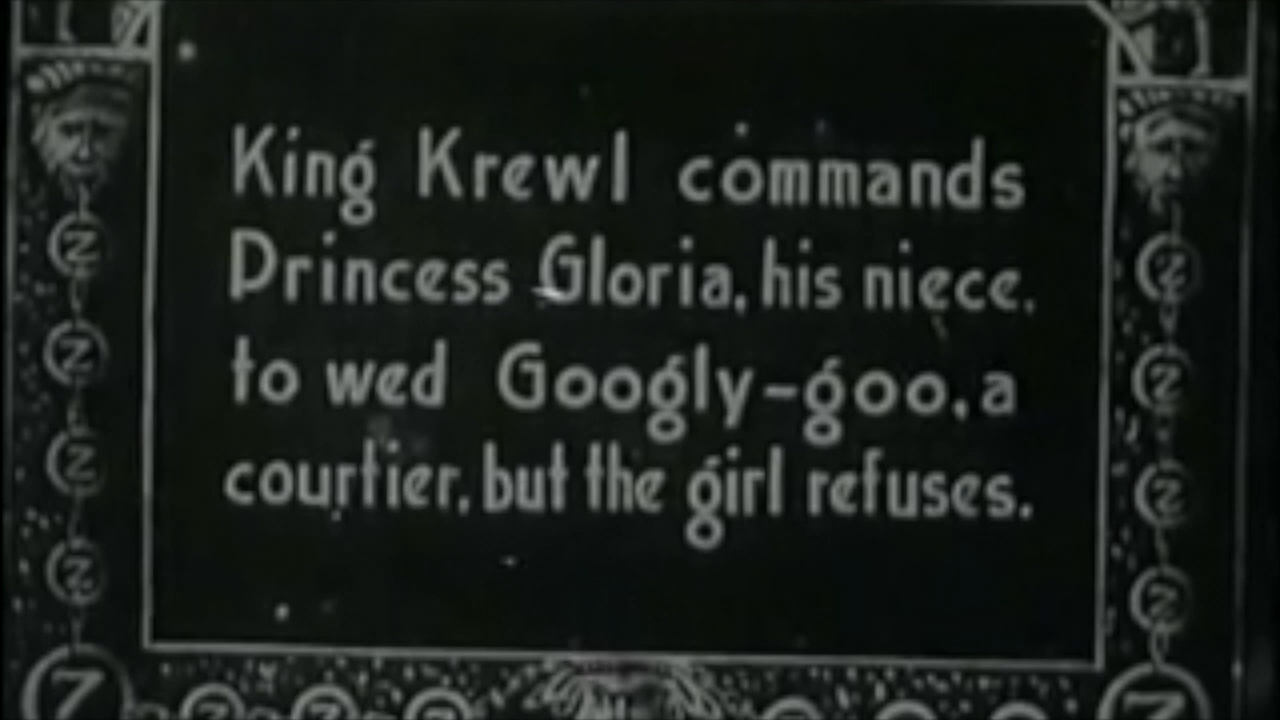 King Krewl commands
Princess Gloria, his niece,
to wed Googly-goo, a
courtier, but the girl refuses.